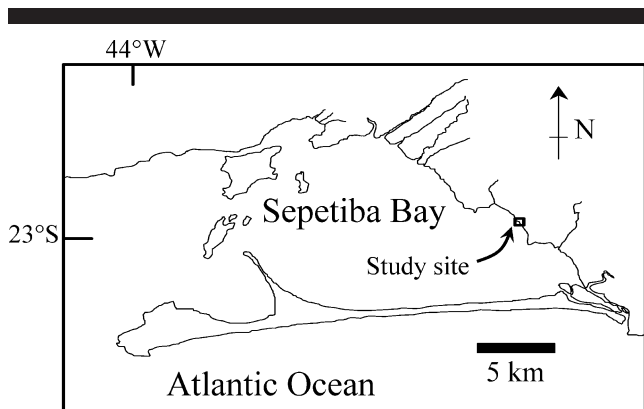 44°W
N
Sepetiba Bay
23°S
Study site
5 km
Atlantic Ocean